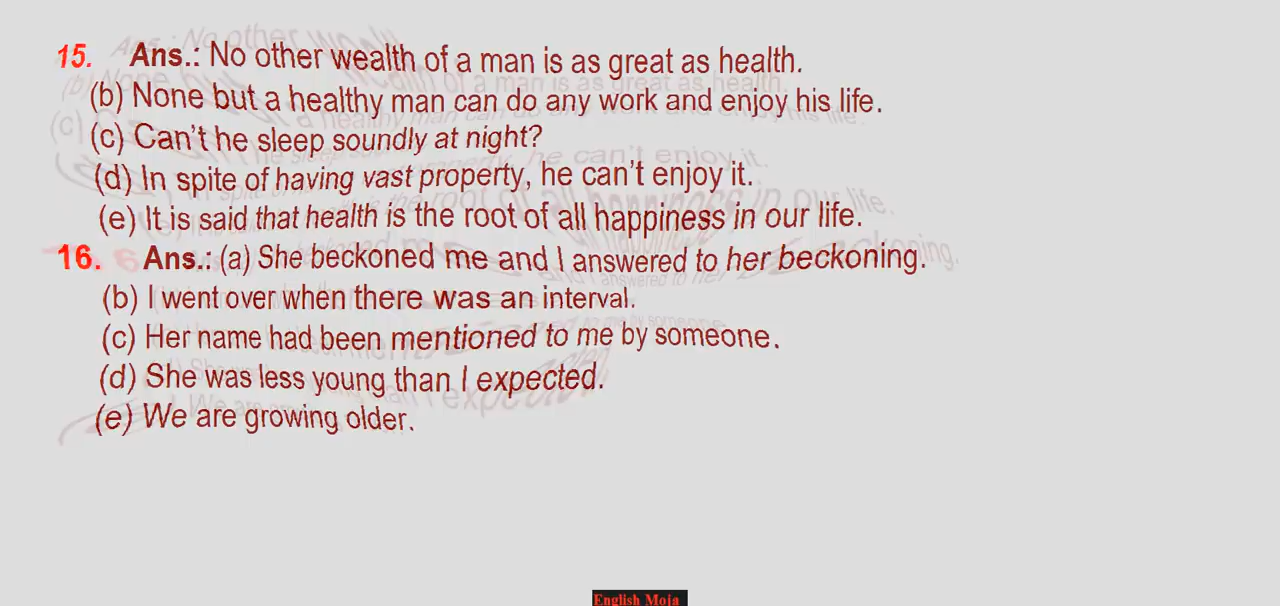 15. Ans.: No other wealth of a man is as great as health.
(b) None but a healthy man can do any work and enjoy his life.
(c) Can't he sleep soundly at night?
(d) In spite of having vast property, he can't enjoy it.
(e) It is said that health is the root of all happiness in our life.
16. Ans.: (a) She beckoned me and I answered to her beckoning.
(b) I went over when there was an interval.
(c) Her name had been mentioned to me by someone.
(d) She was less young than I expected.
(e) We are growing older.
English Moja